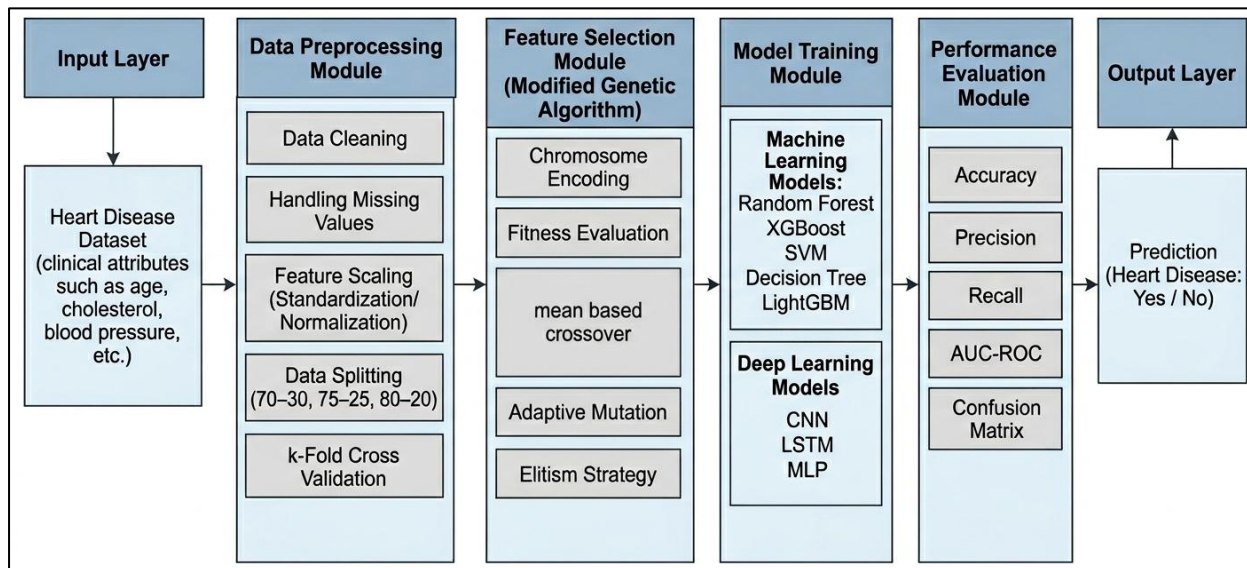 Input Layer
Heart Disease
Dataset
(clinical attributes
such as age,
cholesterol,
blood pressure,
etc.)
Data Preprocessing
Module
Data Cleaning
Handling Missing
Values
Feature Scaling
(Standardization/
Normalization)
Data Splitting
(70–30, 75–25, 80–20)
k-Fold Cross
Validation
Feature Selection
Module
(Modified Genetic
Algorithm)
Chromosome
Encoding
Fitness Evaluation
mean based
crossover
Adaptive Mutation
Elitism Strategy
Model Training
Module
Machine
Learning
Models:
Random Forest
XGBoost
SVM
Decision Tree
LightGBM
Deep Learning
Models
CNN
LSTM
MLP
Performance
Evaluation
Module
Accuracy
Precision
Recall
AUC-ROC
Confusion
Matrix
Output Layer
Prediction
(Heart Disease:
Yes / No)